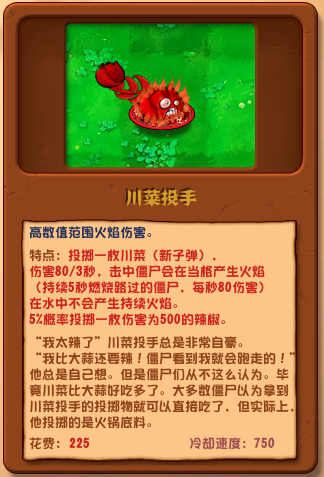 川菜投手
高数值范围火焰伤害。
特点：投掷一枚川菜（新子弹），
伤害80/3秒，击中僵尸会在当格产生火焰
（持续5秒燃烧路过的僵尸，每秒80伤害）
在水中不会产生持续火焰。
5%概率投掷一枚伤害为500的辣椒。
“我太辣了”川菜投手总是非常自豪。
“我比大蒜还要辣！僵尸看到我就会跑走的！”
他总是自己想。但是僵尸们从不这么认为。毕
竟川菜比大蒜好吃多了。大多数僵尸以为拿到
川菜投手的投掷物就可以直接吃了，但实际上，
他投掷的是火锅底料。
花费：225 冷却速度：750